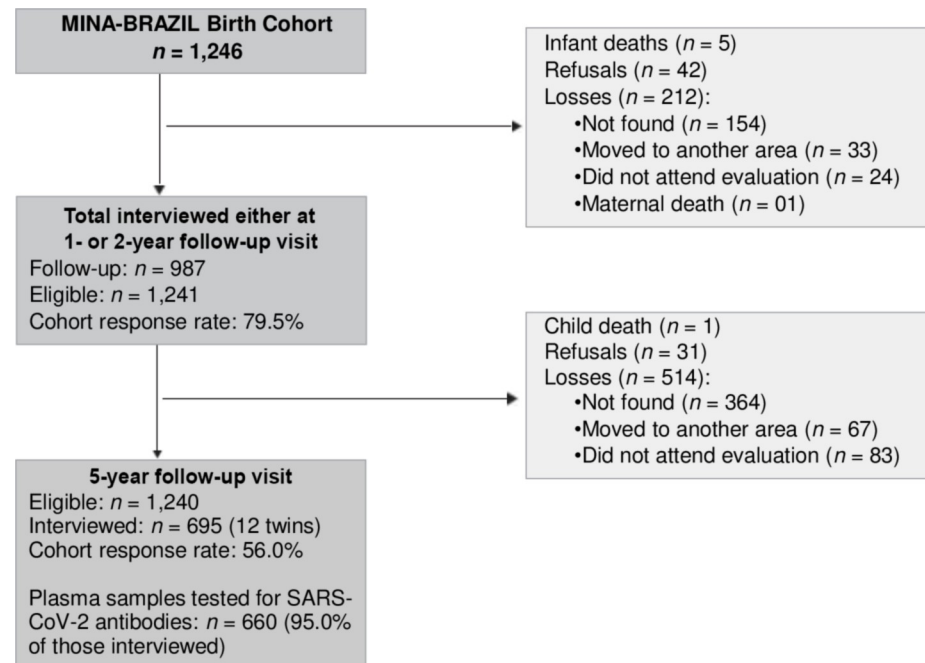 MINA-BRAZIL Birth Cohort
n = 1,246
Infant deaths (n = 5)
Refusals (n = 42)
Losses (n = 212):
•Not found (n = 154)
•Moved to another area (n = 33)
•Did not attend evaluation (n = 24)
•Maternal death (n = 01)
Total interviewed either at
1- or 2-year follow-up visit
Follow-up: n = 987
Eligible: n = 1,241
Cohort response rate: 79.5%
Child death (n = 1)
Refusals (n = 31)
Losses (n = 514):
•Not found (n = 364)
•Moved to another area (n = 67)
•Did not attend evaluation (n = 83)
5-year follow-up visit
Eligible: n = 1,240
Interviewed: n = 695 (12 twins)
Cohort response rate: 56.0%
Plasma samples tested for SARS-
CoV-2 antibodies: n = 660 (95.0%
of those interviewed)